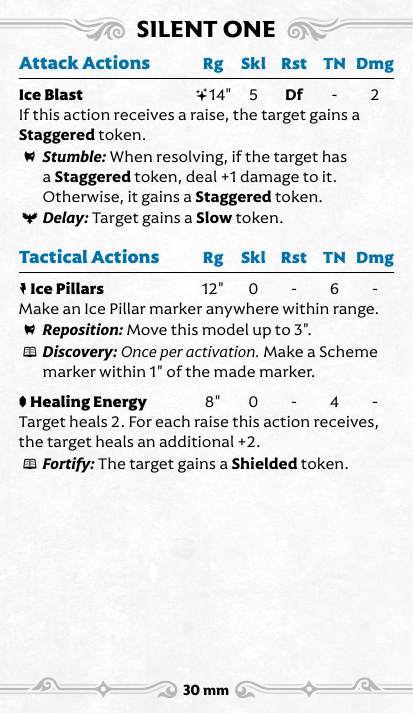 SILENT ONE
Attack Actions Rg Skl Rst TN Dmg
Ice Blast 14" 5 Df - 2
If this action receives a raise, the target gains a
Staggered token.
Stumble: When resolving, if the target has
a Staggered token, deal +1 damage to it.
Otherwise, it gains a Staggered token.
Delay: Target gains a Slow token.
Tactical Actions Rg Skl Rst TN Dmg
Ice Pillars 12" 0 - 6 -
Make an Ice Pillar marker anywhere within range.
Reposition: Move this model up to 3".
Discovery: Once per activation. Make a Scheme
marker within 1" of the made marker.
Healing Energy 8" 0 - 4 -
Target heals 2. For each raise this action receives,
the target heals an additional +2.
Fortify: The target gains a Shielded token.
30 mm